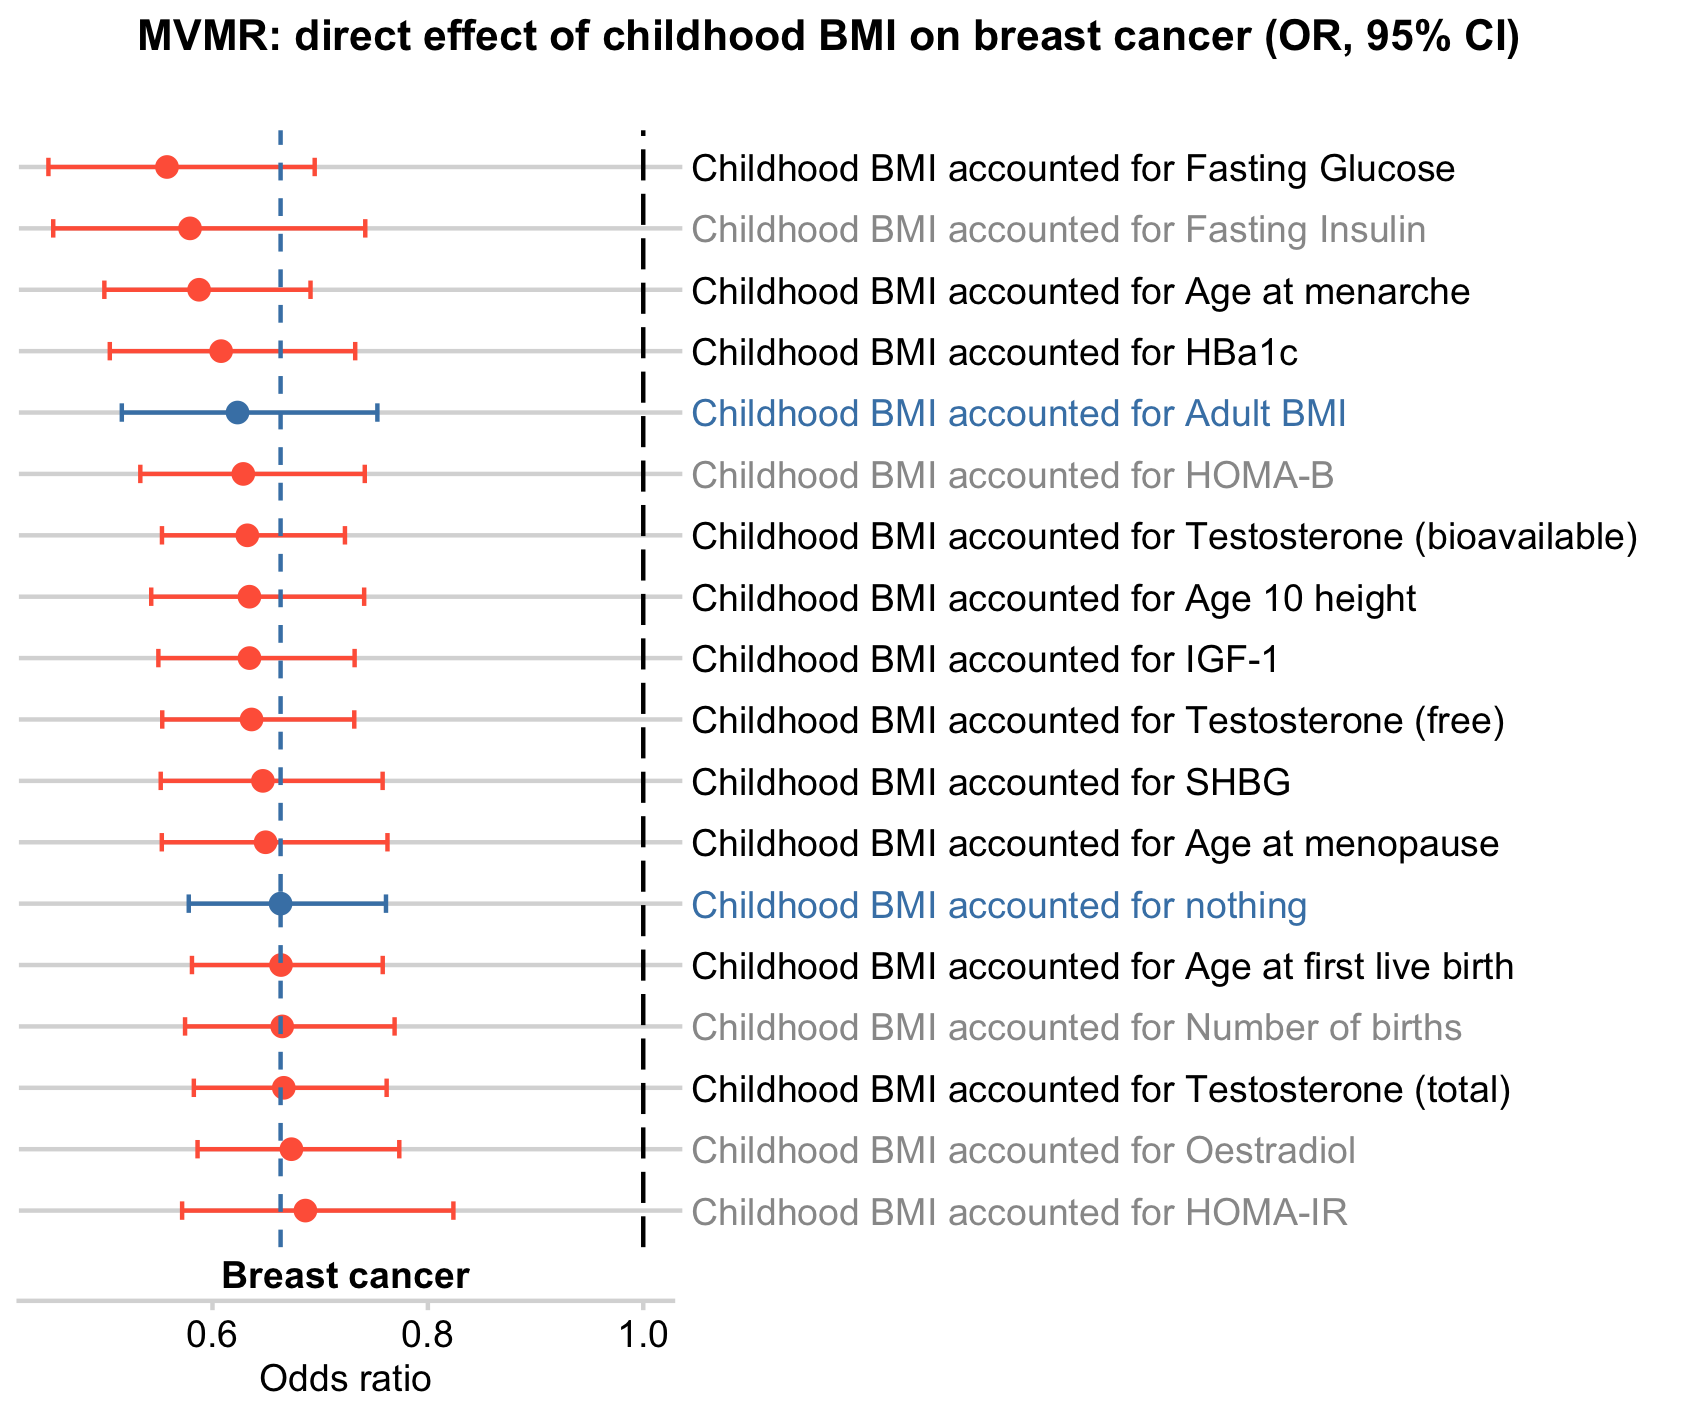 MVMR: direct effect of childhood BMI on breast cancer (OR, 95% CI)
Childhood BMI accounted for Fasting Glucose
Childhood BMI accounted for Fasting Insulin
Childhood BMI accounted for Age at menarche
Childhood BMI accounted for HBa1c
Childhood BMI accounted for Adult BMI
Childhood BMI accounted for HOMA-B
Childhood BMI accounted for Testosterone (bioavailable)
Childhood BMI accounted for Age 10 height
Childhood BMI accounted for IGF-1
Childhood BMI accounted for Testosterone (free)
Childhood BMI accounted for SHBG
Childhood BMI accounted for Age at menopause
Childhood BMI accounted for nothing
Childhood BMI accounted for Age at first live birth
Childhood BMI accounted for Number of births
Childhood BMI accounted for Testosterone (total)
Childhood BMI accounted for Oestradiol
Childhood BMI accounted for HOMA-IR
Breast cancer
0.6 0.8 1.0
Odds ratio